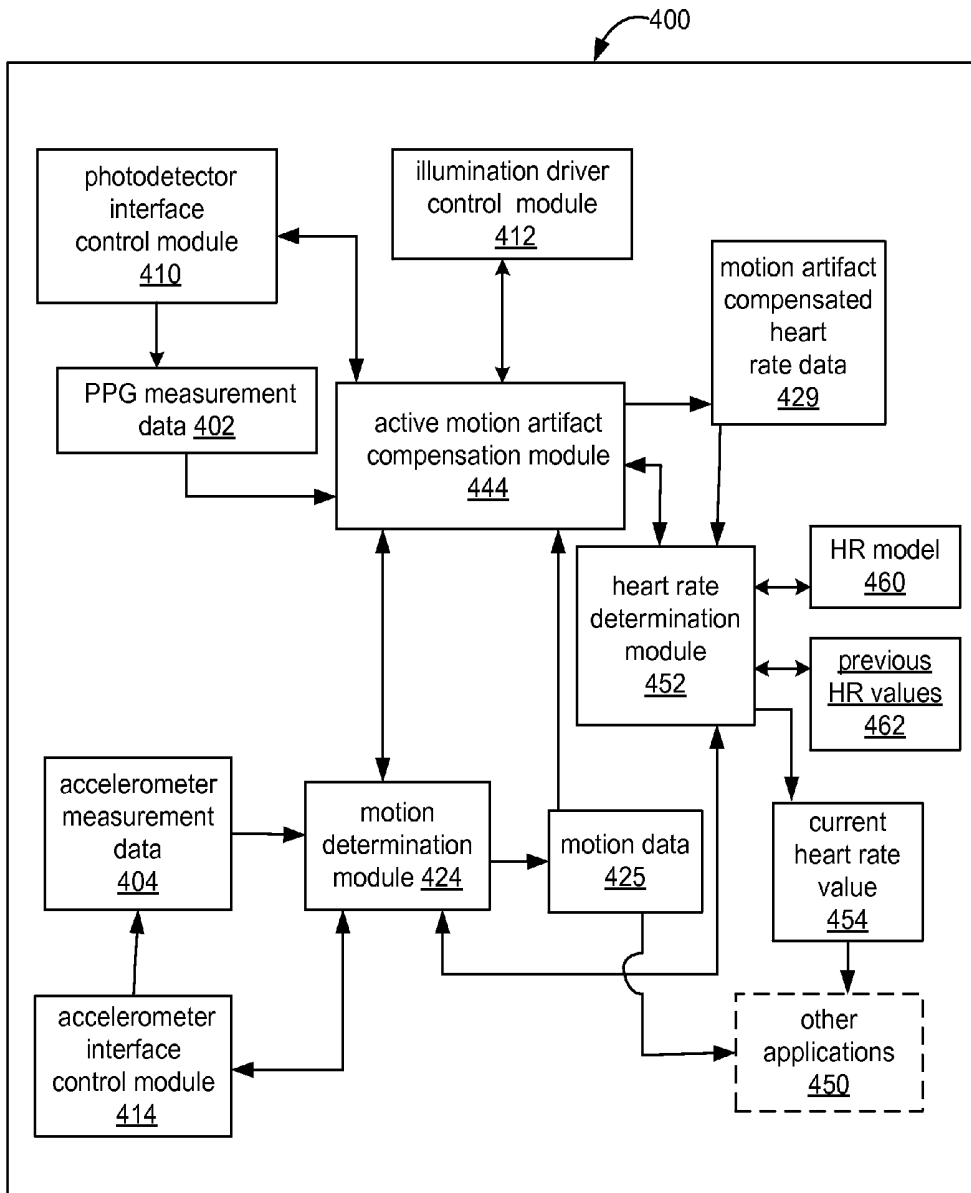 400
photodetector
interface
control module
410
illumination driver
control module
412
motion artifact
compensated
heart
rate data
429
PPG measurement
data 402
active motion artifact
compensation module
444
heart rate
determination
module
452
HR model
460
previous
HR values
462
accelerometer
measurement
data
404
motion
determination
module 424
motion data
425
current
heart rate
value
454
accelerometer
interface
control module
414
other
applications
450